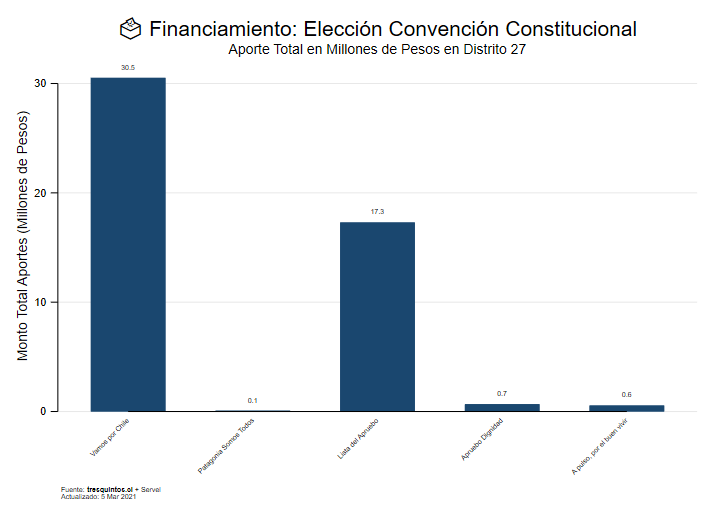 Financiamiento: Elección Convención Constitucional
Aporte Total en Millones de Pesos en Distrito 27
Monto Total Aportes (Millones de Pesos)
30
20
10
0
30.5
0.1
17.3
0.7
0.6
Vamos por Chile
Patagonia Somos Todos
Lista del Apruebo
Apruebo Dignidad
A pulso, por el buen vivir
Fuente: tresquintos.cl + Servel
Actualizado: 5 Mar 2021